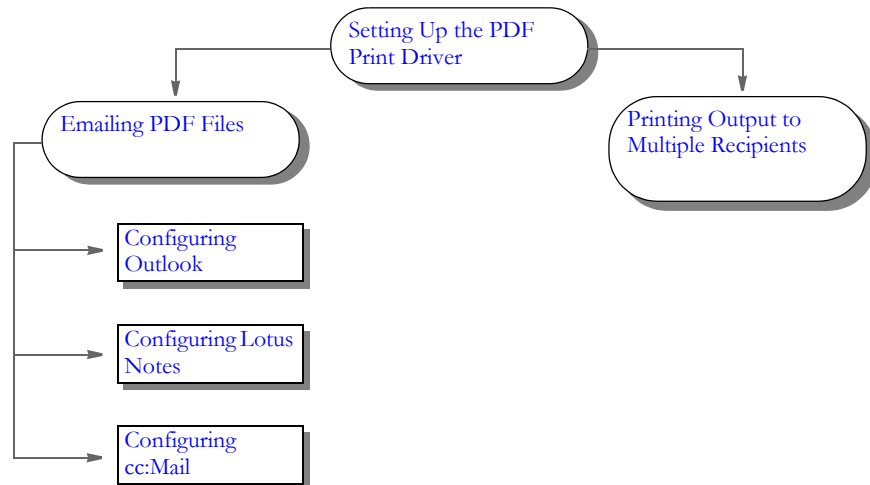 Setting Up the PDF
Print Driver
Emailing PDF Files
Printing Output to
Multiple Recipients
Configuring
Outlook
Configuring Lotus
Notes
Configuring
cc:Mail